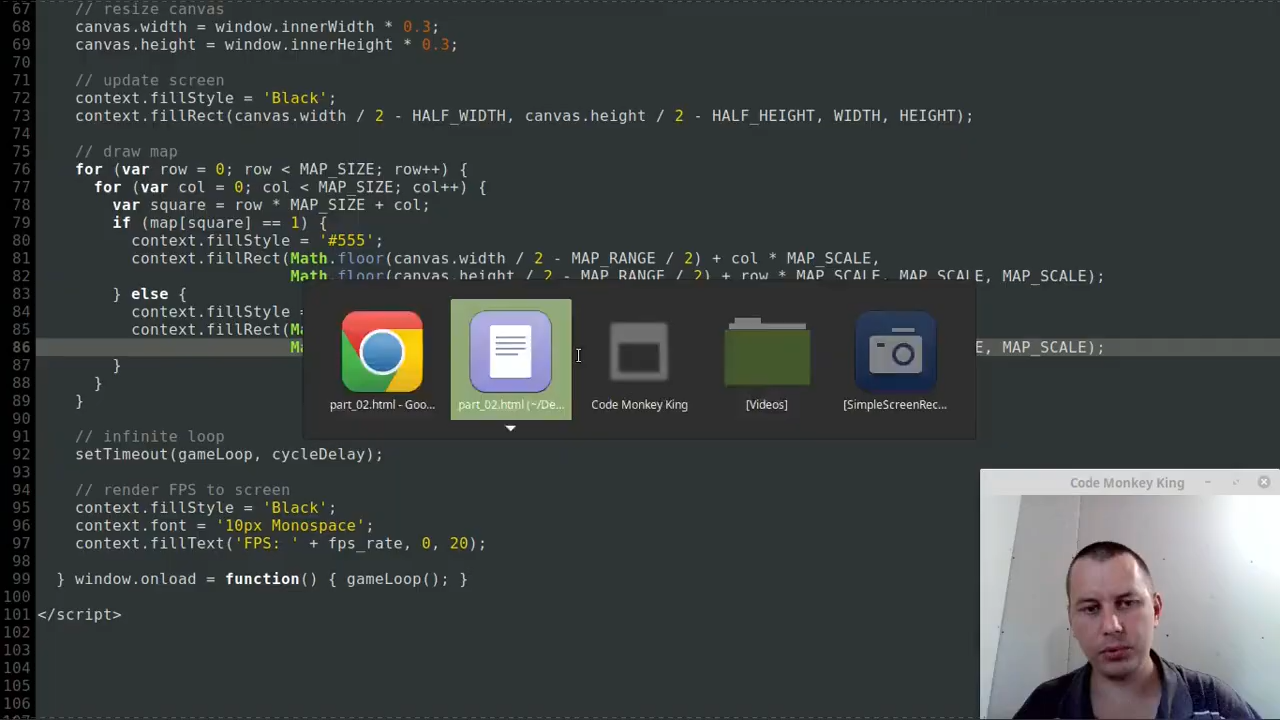 67 // resize canvas
68 canvas.width = window.innerWidth * 0.3;
69 canvas.height = window.innerHeight * 0.3;
70
71 // update screen
72 context.fillStyle = 'Black';
73 context.fillRect(canvas.width / 2 - HALF_WIDTH, canvas.height / 2 - HALF_HEIGHT, WIDTH, HEIGHT);
74
75 // draw map
76 for (var row = 0; row < MAP_SIZE; row++) {
77 for (var col = 0; col < MAP_SIZE; col++) {
78 var square = row * MAP_SIZE + col;
79 if (map[square] == 1) {
80 context.fillStyle = '#555';
81 context.fillRect(Math.floor(canvas.width / 2 - MAP_RANGE / 2) + col * MAP_SCALE,
82 Math.floor(canvas.height / 2 - MAP_RANGE / 2) + row * MAP_SCALE, MAP_SCALE, MAP_SCALE);
83 } else {
84 context.fillStyle =
85 context.fillRect(Ma
86 Ma E, MAP_SCALE);
87 }
88 }
89 }
90
91 // infinite loop
92 setTimeout(gameLoop, cycleDelay);
93
94 // render FPS to screen
95 context.fillStyle = 'Black';
96 context.font = '10px Monospace';
97 context.fillText('FPS: ' + fps_rate, 0, 20);
98
99 } window.onload = function() { gameLoop(); }
100
101 </script>
102
103
104
105
106
part_02.html - Goo...
part_02.html (~/De...
Code Monkey King
[Videos]
[SimpleScreenRec...
Code Monkey King